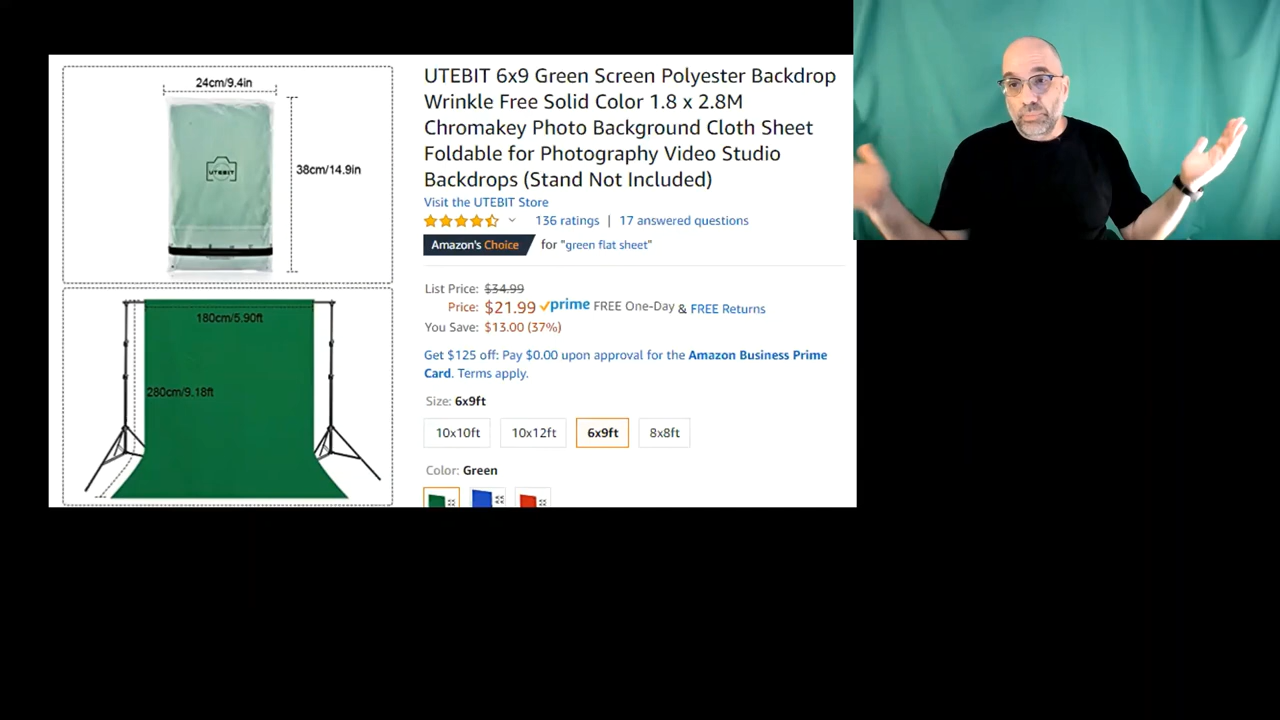 24cm/9.4in
UTEBIT
38cm/14.9in
180cm/5.90ft
280cm/9.18ft
UTEBIT 6x9 Green Screen Polyester Backdrop
Wrinkle Free Solid Color 1.8 x 2.8M
Chromakey Photo Background Cloth Sheet
Foldable for Photography Video Studio
Backdrops (Stand Not Included)
Visit the UTEBIT Store
136 ratings | 17 answered questions
Amazon's Choice for "green flat sheet"
List Price: $34.99
Price: $21.99 prime FREE One-Day & FREE Returns
You Save: $13.00 (37%)
Get $125 off: Pay $0.00 upon approval for the Amazon Business Prime
Card. Terms apply.
Size: 6x9ft
10x10ft 10x12ft 6x9ft 8x8ft
Color: Green